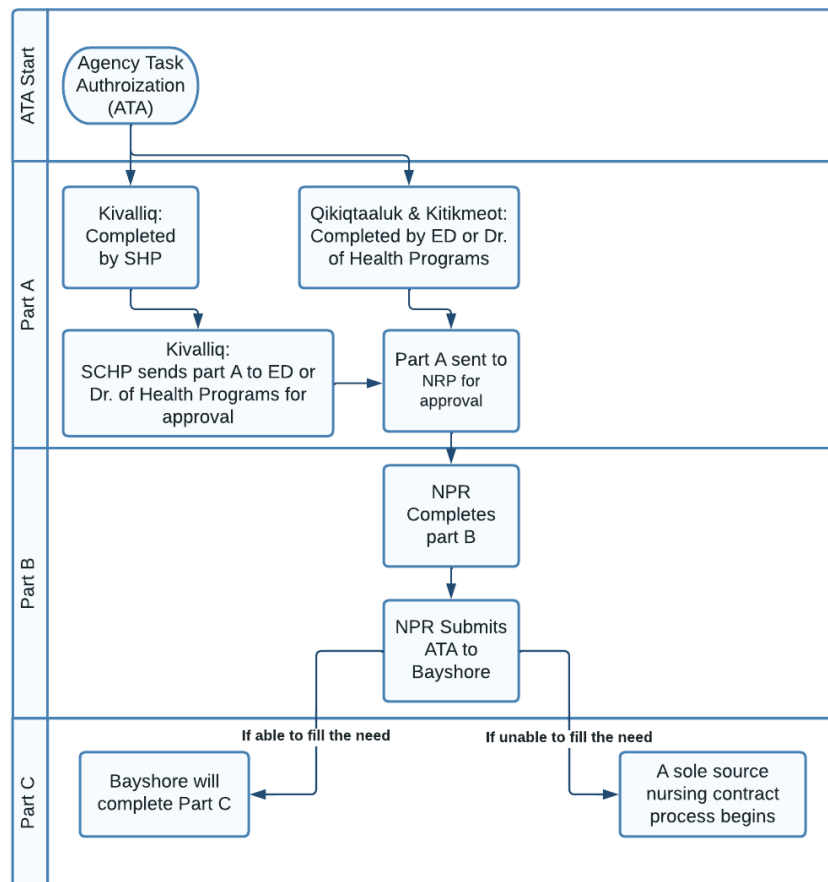 ATA Start
Agency Task
Authroization
(ATA)
Part A
Kivalliq:
Completed
by SHP
Qikiqtaaluk & Kitikmeot:
Completed by ED or Dr.
of Health Programs
Kivalliq:
SCHP sends part A to ED or
Dr. of Health Programs for
approval
Part A sent to
NRP for
approval
Part B
NPR
Completes
part B
NPR Submits
ATA to
Bayshore
Part C
If able to fill the need
If unable to fill the need
Bayshore will
complete Part C
A sole source
nursing contract
process begins